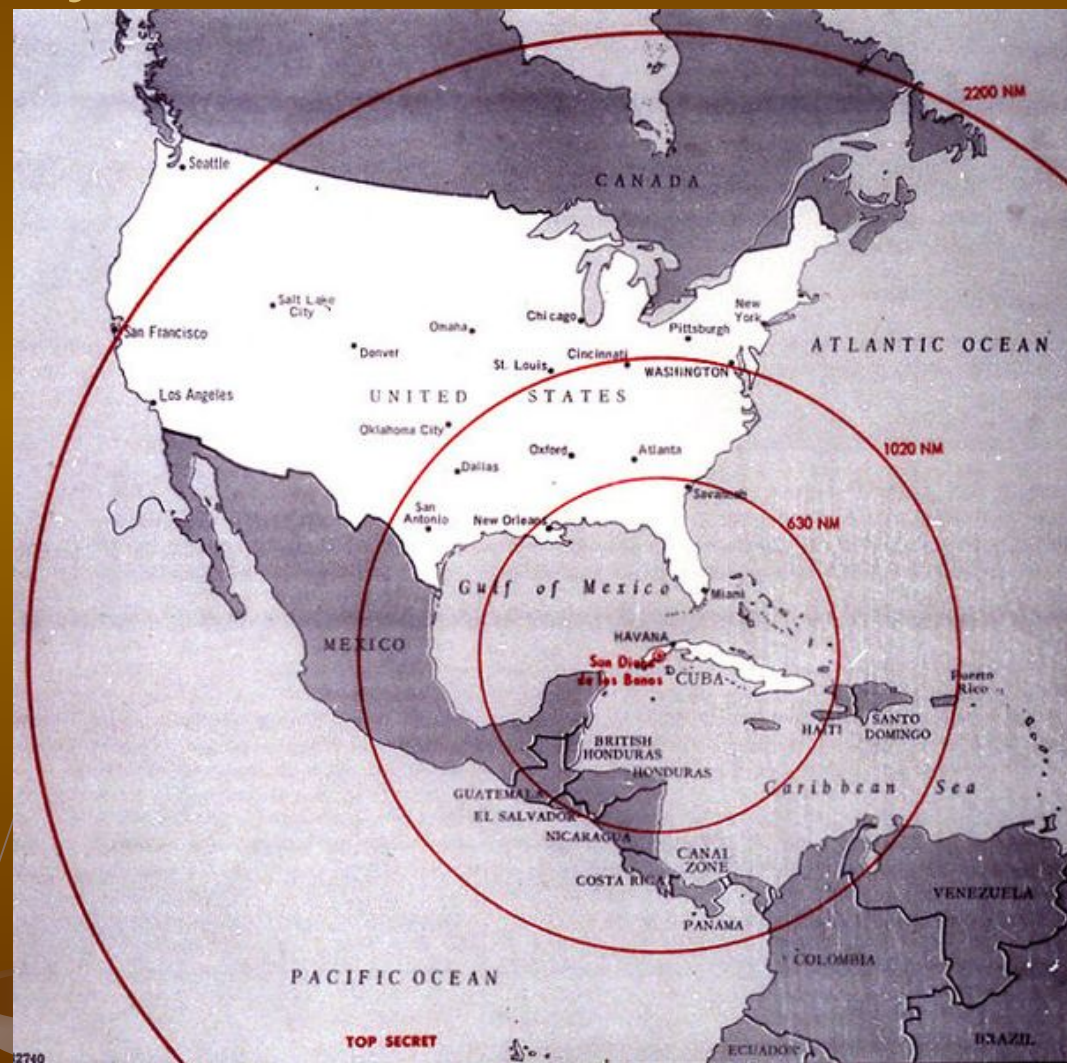 2200 NM
Seattle
CANADA
Salt Lake
City
San Francisco
Omaha
Chicago
New
York
Pittsburgh
Denver
Cincinnati
St. Louis
WASHINGTON
ATLANTIC OCEAN
Los Angeles
UNITED STATES
Oklahoma City
Oxford
Atlanta
1020 NM
Dallas
San
Antonio
New Orleans
Savannah
630 NM
Gulf of Mexico
Miami
HAVANA
MEXICO
San Diego
de los Banos
CUBA
Puerto
Rico
HAITI
SANTO
DOMINGO
BRITISH
HONDURAS
HONDURAS
GUATEMALA
EL SALVADOR
NICARAGUA
Caribbean Sea
CANAL
ZONE
COSTA RICA
VENEZUELA
PANAMA
COLOMBIA
PACIFIC OCEAN
TOP SECRET
ECUADOR
BRAZIL